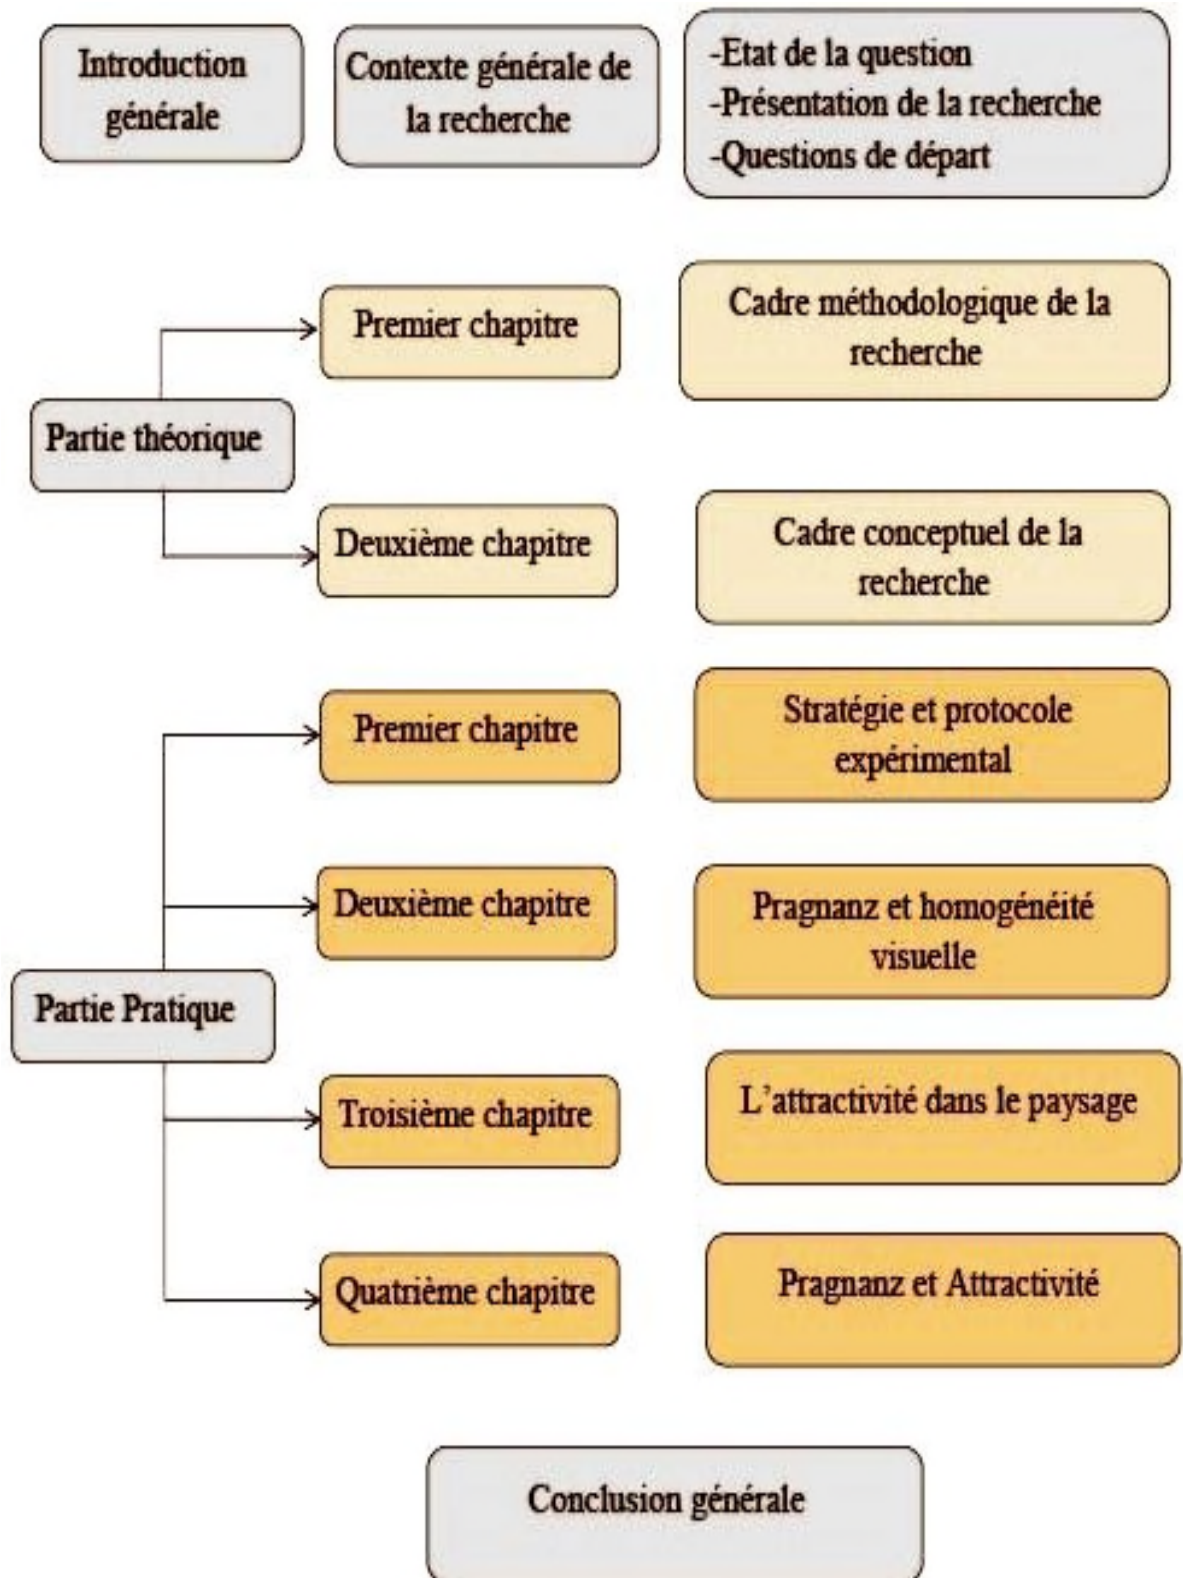 Introduction
générale
Contexte générale de
la recherche
-Etat de la question
-Présentation de la recherche
-Questions de départ
Partie théorique
Premier chapitre
Cadre méthodologique de la
recherche
Deuxième chapitre
Cadre conceptuel de la
recherche
Partie Pratique
Premier chapitre
Stratégie et protocole
expérimental
Deuxième chapitre
Pragnanz et homogénéité
visuelle
Troisième chapitre
L'attractivité dans le paysage
Quatrième chapitre
Pragnanz et Attractivité
Conclusion générale